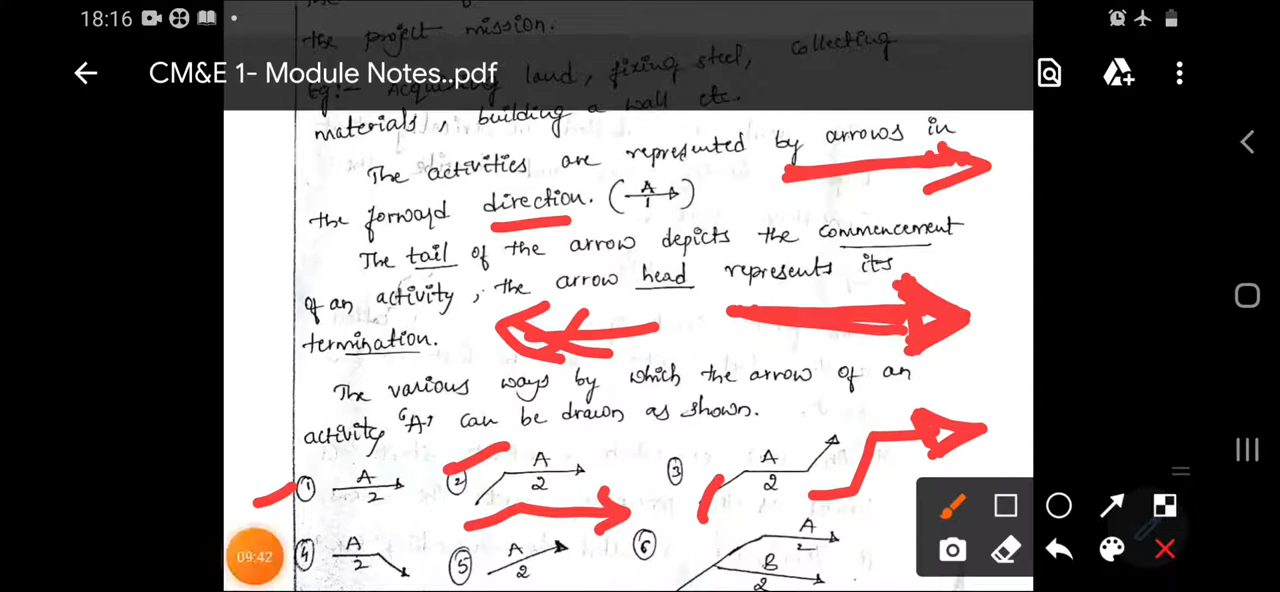 18:16
CM&E 1- Module Notes..pdf
the project mission.
Eg:- Acquiring land, fixing steel, collecting
materials, building a wall etc.
The activities are represented by arrows in
the forward direction. (A/1)
The tail of the arrow depicts the commencement
of an activity, the arrow head represents its
termination.
The various ways by which the arrow of an
activity 'A' can be drawn as shown.
① A 2 ② A 2 ③ A 2
④ A 2 ⑤ A 2 ⑥ A 2
B 2
09:42